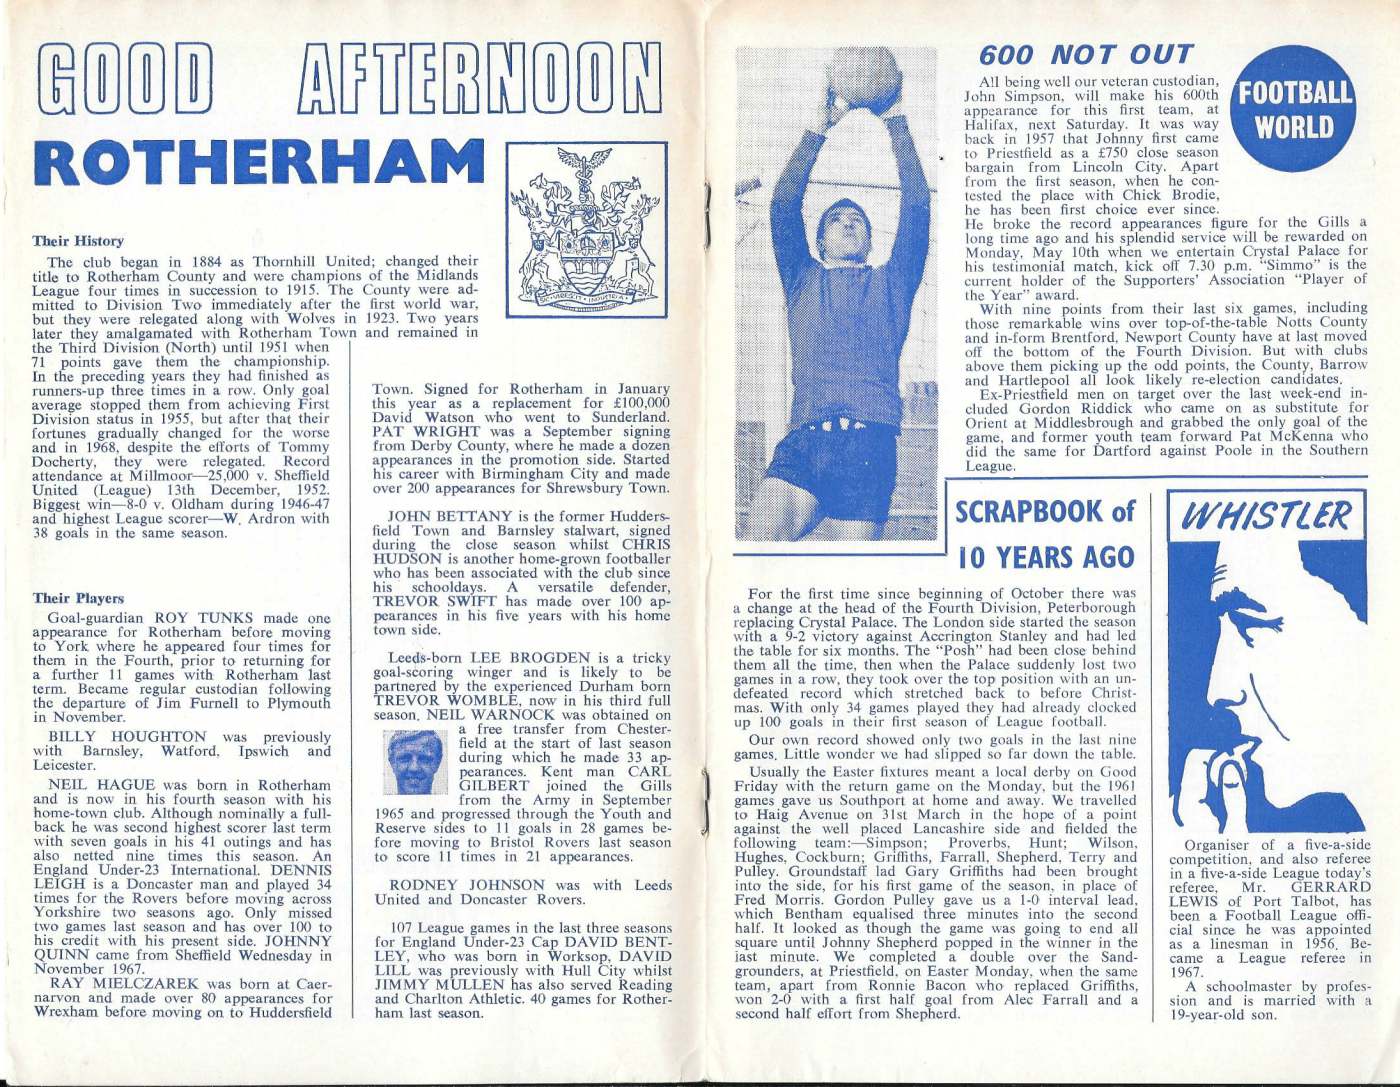 GOOD AFTERNOON
ROTHERHAM
Their History
The club began in 1884 as Thornhill United; changed their
title to Rotherham County and were champions of the Midlands
League four times in succession to 1915. The County were ad-
mitted to Division Two immediately after the first world war,
but they were relegated along with Wolves in 1923. Two years
later they amalgamated with Rotherham Town and remained in
the Third Division (North) until 1951 when
71 points gave them the championship.
In the preceding years they had finished as
runners-up three times in a row. Only goal
average stopped them from achieving First
Division status in 1955, but after that their
fortunes gradually changed for the worse
and in 1968, despite the efforts of Tommy
Docherty, they were relegated. Record
attendance at Millmoor—25,000 v. Sheffield
United (League) 13th December, 1952.
Biggest win—8-0 v. Oldham during 1946-47
and highest League scorer—W. Ardron with
38 goals in the same season.
Their Players
Goal-guardian ROY TUNKS made one
appearance for Rotherham before moving
to York where he appeared four times for
them in the Fourth, prior to returning for
a further 11 games with Rotherham last
term. Became regular custodian following
the departure of Jim Furnell to Plymouth
in November.
BILLY HOUGHTON was previously
with Barnsley, Watford, Ipswich and
Leicester.
NEIL HAGUE was born in Rotherham
and is now in his fourth season with his
home-town club. Although nominally a full-
back he was second highest scorer last term
with seven goals in his 41 outings and has
also netted nine times this season. An
England Under-23 International. DENNIS
LEIGH is a Doncaster man and played 34
times for the Rovers before moving across
Yorkshire two seasons ago. Only missed
two games last season and has over 100 to
his credit with his present side. JOHNNY
QUINN came from Sheffield Wednesday in
November 1967.
RAY MIELCZAREK was born at Caer-
narvon and made over 80 appearances for
Wrexham before moving on to Huddersfield
Town. Signed for Rotherham in January
this year as a replacement for £100,000
David Watson who went to Sunderland.
PAT WRIGHT was a September signing
from Derby County, where he made a dozen
appearances in the promotion side. Started
his career with Birmingham City and made
over 200 appearances for Shrewsbury Town.
JOHN BETTANY is the former Hudders-
field Town and Barnsley stalwart, signed
during the close season whilst CHRIS
HUDSON is another home-grown footballer
who has been associated with the club since
his schooldays. A versatile defender,
TREVOR SWIFT has made over 100 ap-
pearances in his five years with his home
town side.
Leeds-born LEE BROGDEN is a tricky
goal-scoring winger and is likely to be
partnered by the experienced Durham born
TREVOR WOMBLE, now in his third full
season. NEIL WARNOCK was obtained on
a free transfer from Chester-
field at the start of last season
during which he made 33 ap-
pearances. Kent man CARL
GILBERT joined the Gills
from the Army in September
1965 and progressed through the Youth and
Reserve sides to 11 goals in 28 games be-
fore moving to Bristol Rovers last season
to score 11 times in 21 appearances.
RODNEY JOHNSON was with Leeds
United and Doncaster Rovers.
107 League games in the last three seasons
for England Under-23 Cap DAVID BENT-
LEY, who was born in Worksop, DAVID
LILL was previously with Hull City whilst
JIMMY MULLEN has also served Reading
and Charlton Athletic. 40 games for Rother-
ham last season.
600 NOT OUT
FOOTBALL
WORLD
All being well our veteran custodian,
John Simpson, will make his 600th
appearance for this first team, at
Halifax, next Saturday. It was way
back in 1957 that Johnny first came
to Priestfield as a £750 close season
bargain from Lincoln City. Apart
from the first season, when he con-
tested the place with Chick Brodie,
he has been first choice ever since.
He broke the record appearances figure for the Gills a
long time ago and his splendid service will be rewarded on
Monday, May 10th when we entertain Crystal Palace for
his testimonial match, kick off 7.30 p.m. "Simmo" is the
current holder of the Supporters' Association "Player of
the Year" award.
With nine points from their last six games, including
those remarkable wins over top-of-the-table Notts County
and in-form Brentford, Newport County have at last moved
off the bottom of the Fourth Division. But with clubs
above them picking up the odd points, the County, Barrow
and Hartlepool all look likely re-election candidates.
Ex-Priestfield men on target over the last week-end in-
cluded Gordon Riddick who came on as substitute for
Orient at Middlesbrough and grabbed the only goal of the
game, and former youth team forward Pat McKenna who
did the same for Dartford against Poole in the Southern
League.
SCRAPBOOK of
10 YEARS AGO
For the first time since beginning of October there was
a change at the head of the Fourth Division, Peterborough
replacing Crystal Palace. The London side started the season
with a 9-2 victory against Accrington Stanley and had led
the table for six months. The "Posh" had been close behind
them all the time, then when the Palace suddenly lost two
games in a row, they took over the top position with an un-
defeated record which stretched back to before Christ-
mas. With only 34 games played they had already clocked
up 100 goals in their first season of League football.
Our own record showed only two goals in the last nine
games. Little wonder we had slipped so far down the table.
Usually the Easter fixtures meant a local derby on Good
Friday with the return game on the Monday, but the 1961
games gave us Southport at home and away. We travelled
to Haig Avenue on 31st March in the hope of a point
against the well placed Lancashire side and fielded the
following team:—Simpson; Proverbs, Hunt; Wilson,
Hughes, Cockburn; Griffiths, Farrall, Shepherd, Terry and
Pulley. Groundstaff lad Gary Griffiths had been brought
into the side, for his first game of the season, in place of
Fred Morris. Gordon Pulley gave us a 1-0 interval lead,
which Bentham equalised three minutes into the second
half. It looked as though the game was going to end all
square until Johnny Shepherd popped in the winner in the
last minute. We completed a double over the Sand-
grounders, at Priestfield, on Easter Monday, when the same
team, apart from Ronnie Bacon who replaced Griffiths,
won 2-0 with a first half goal from Alec Farrall and a
second half effort from Shepherd.
WHISTLER
Organiser of a five-a-side
competition, and also referee
in a five-a-side League today's
referee, Mr. GERRARD
LEWIS of Port Talbot, has
been a Football League offi-
cial since he was appointed
as a linesman in 1956. Be-
came a League referee in
1967.
A schoolmaster by profes-
sion and is married with a
19-year-old son.